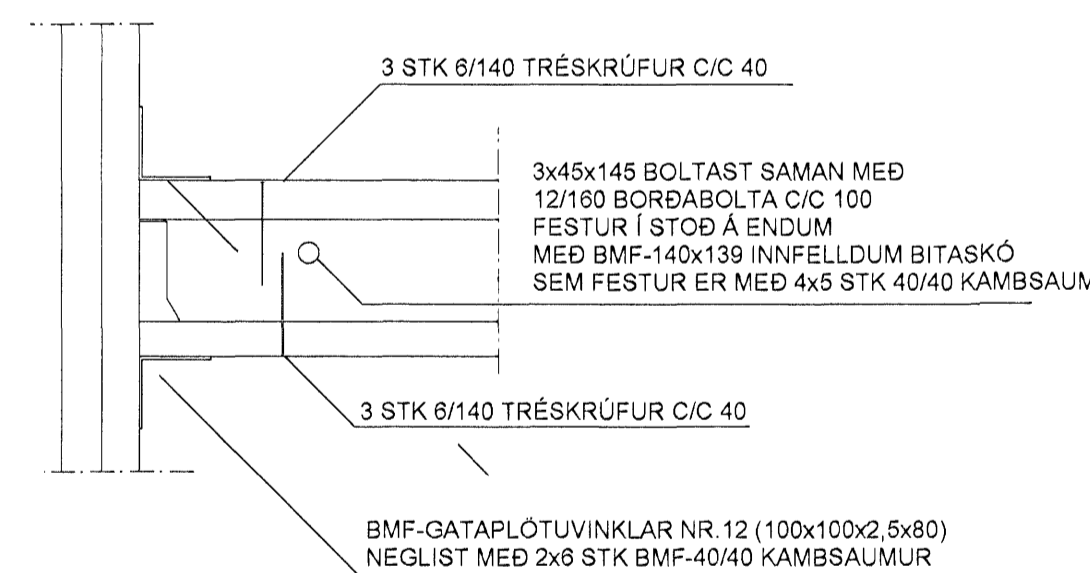 3 STK 6/140 TRÉSKRÚFUR C/C 40
3x45x145 BOLTAST SAMAN MEÐ
12/160 BORÐABOLTA C/C 100
FESTUR Í STOÐ Á ENDUM
MEÐ BMF-140x139 INNFELLDUM BITASKÓ
SEM FESTUR ER MEÐ 4x5 STK 40/40 KAMBSAUM
3 STK 6/140 TRÉSKRÚFUR C/C 40
BMF-GATAPLÖTUVINKLAR NR.12 (100x100x2,5x80)
NEGLIST MEÐ 2x6 STK BMF-40/40 KAMBSAUMUR